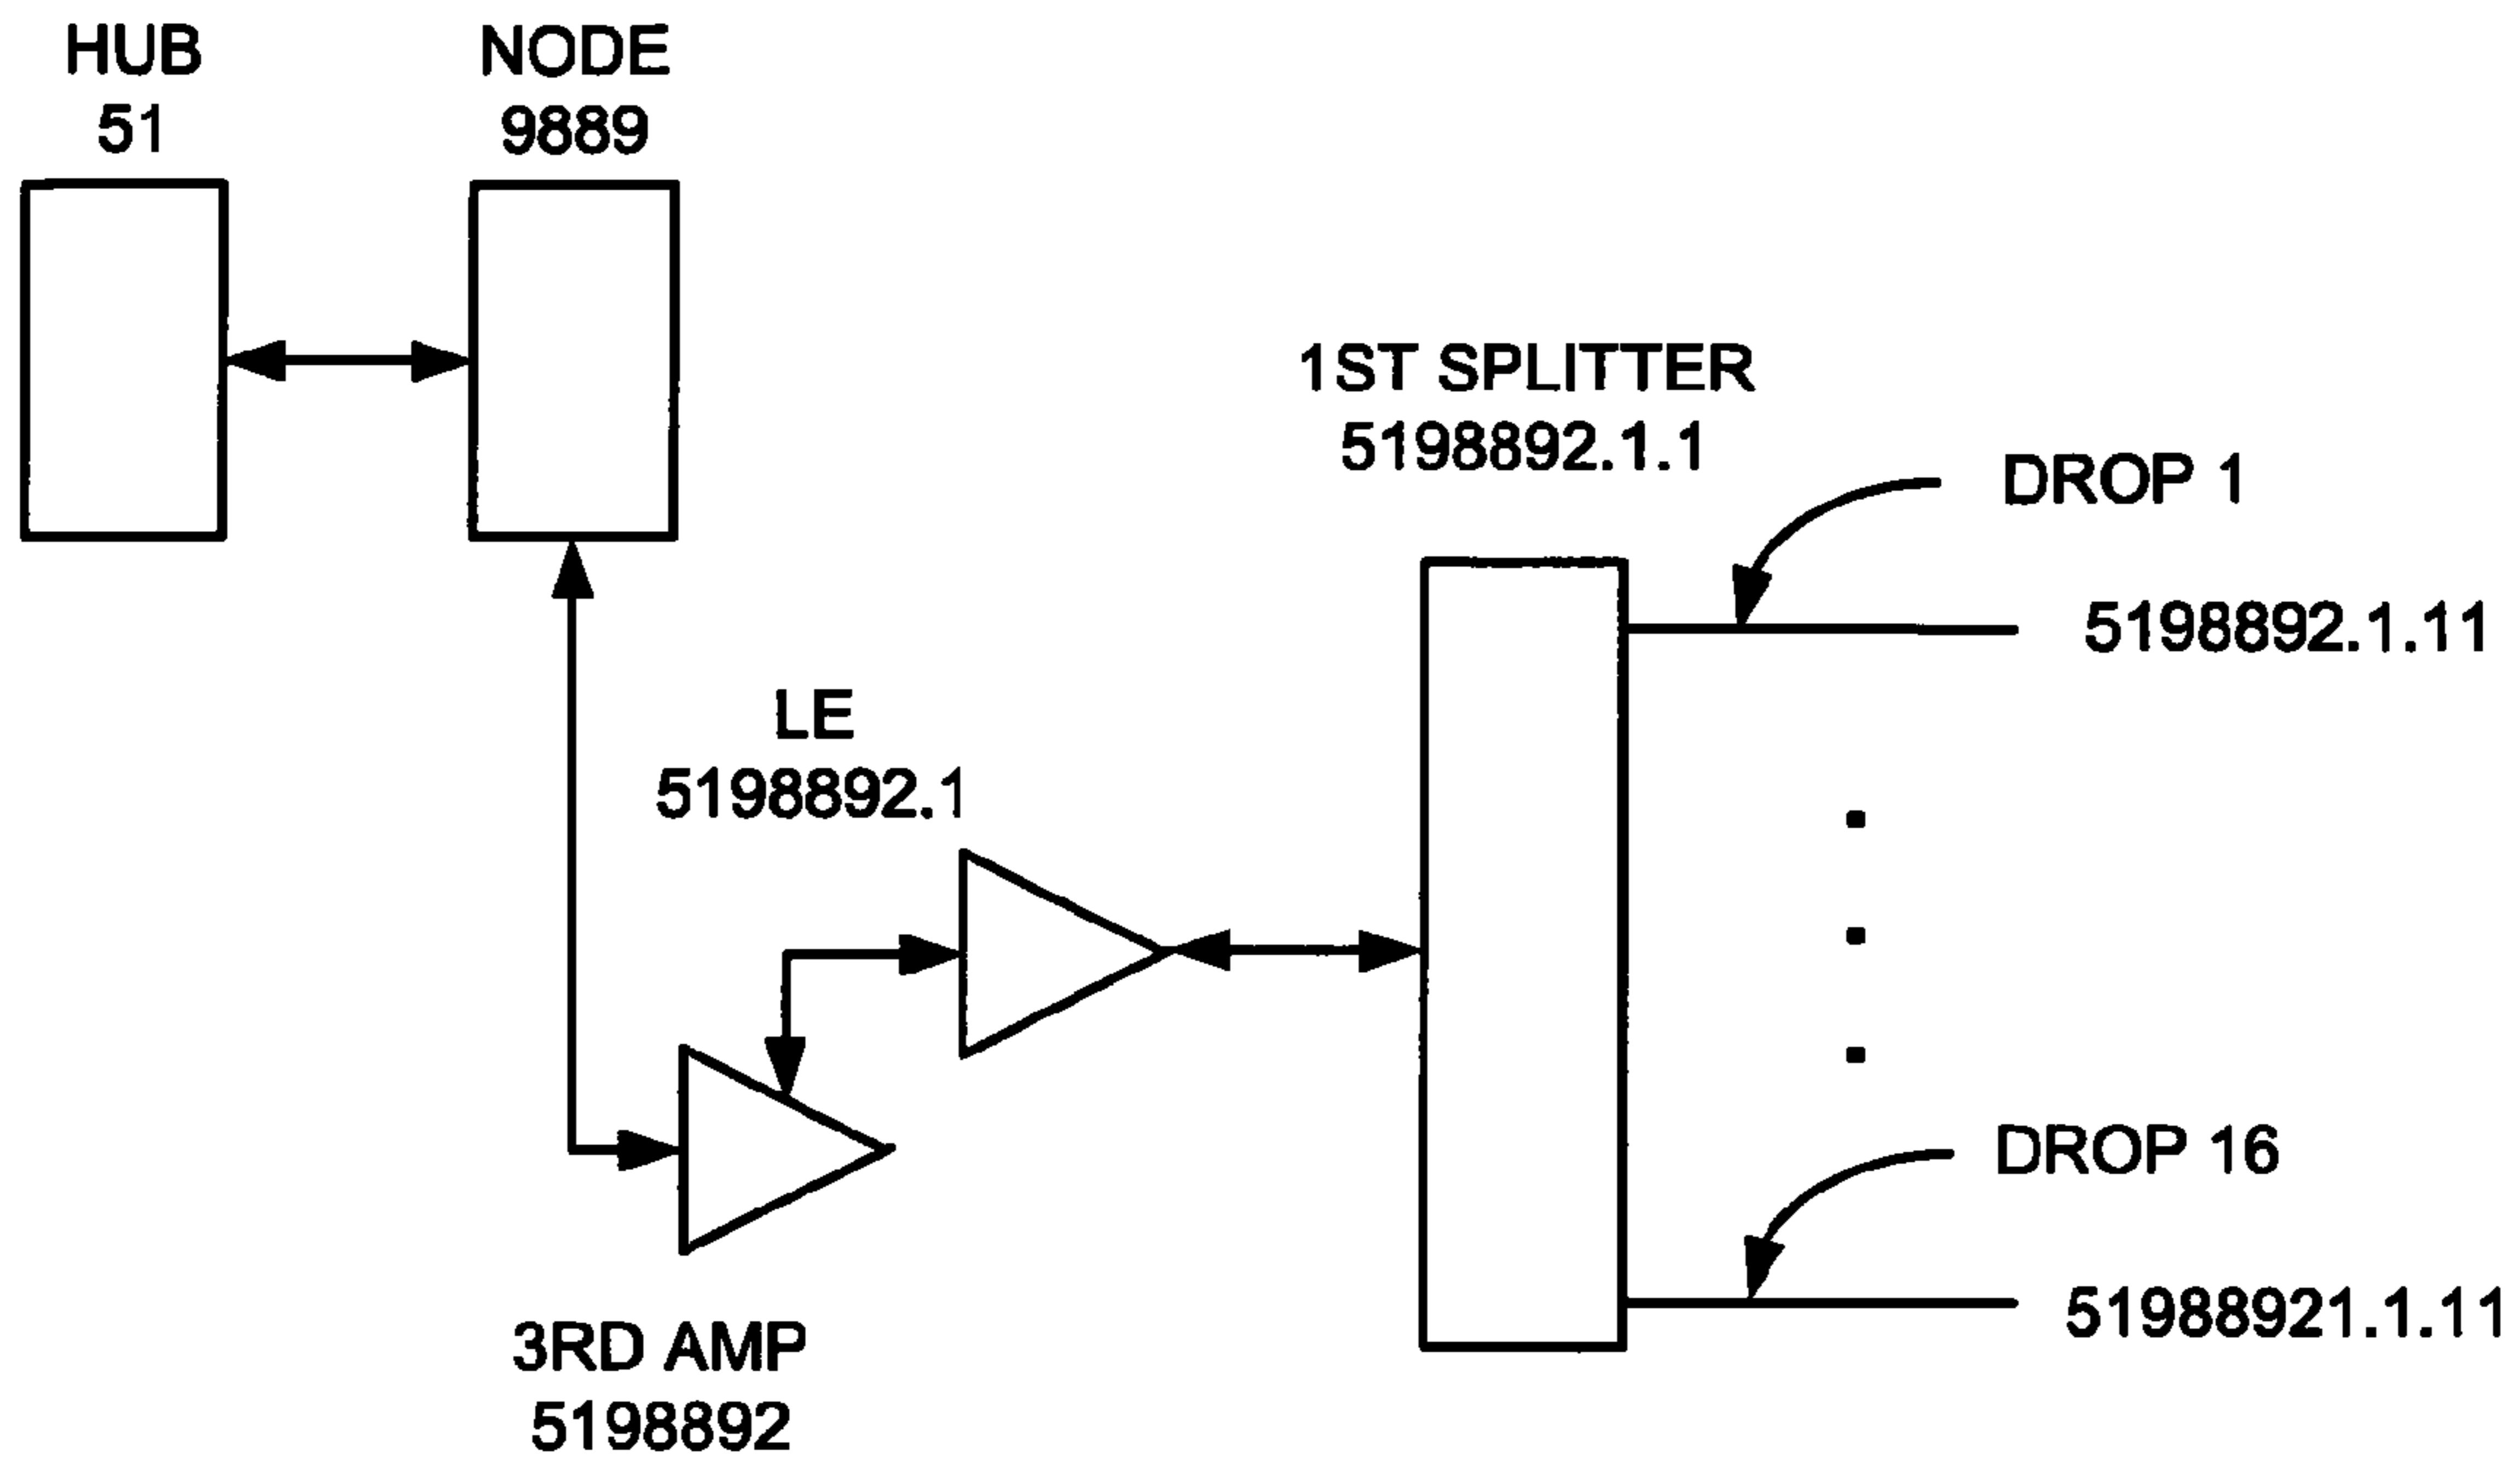 HUB
51
NODE
9889
1ST SPLITTER
5198892.1.1
DROP 1
5198892.1.11
LE
5198892.1
DROP 16
51988921.1.11
3RD AMP
5198892